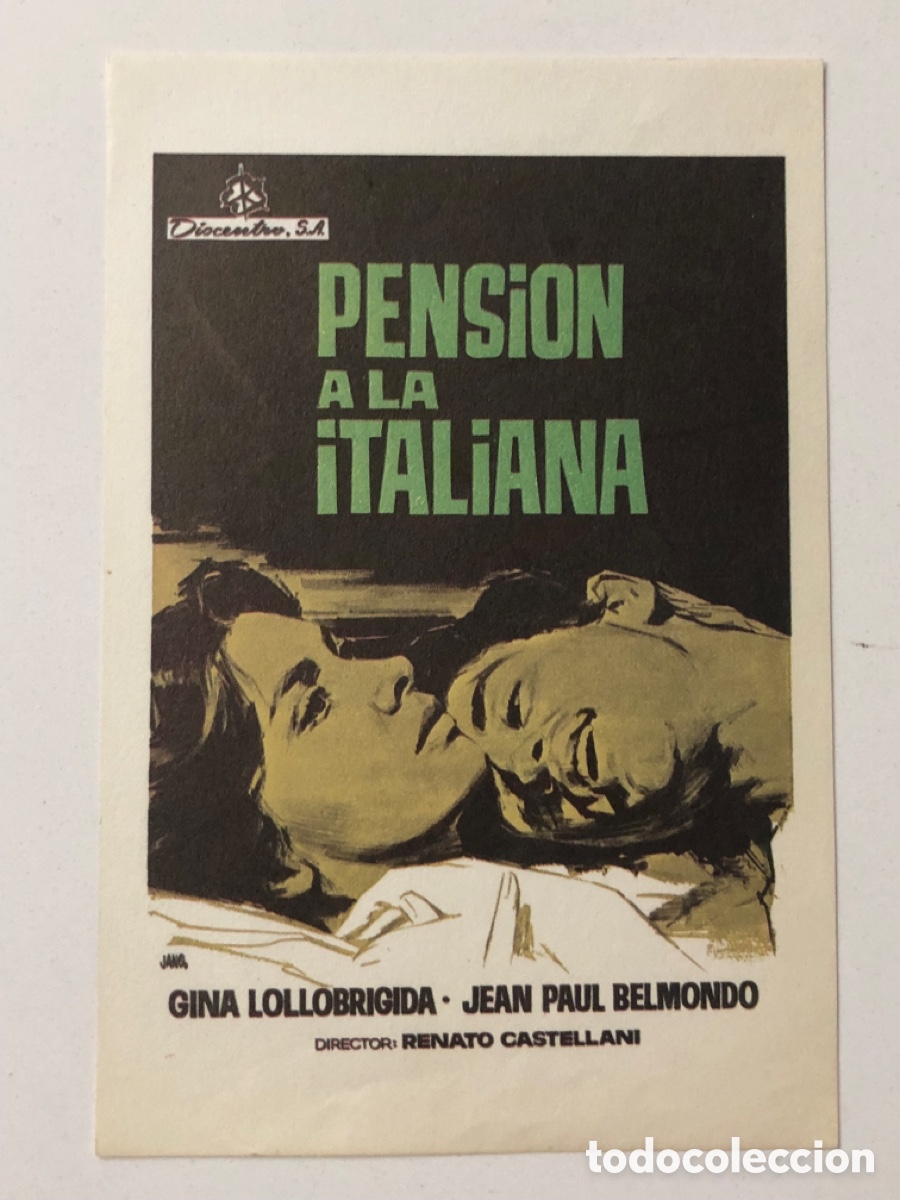 Discentro, S.A.
PENSiON
A LA
iTALiANA
JANO,
GINA LOLLOBRIGIDA · JEAN PAUL BELMONDO
DIRECTOR: RENATO CASTELLANI
todocoleccion